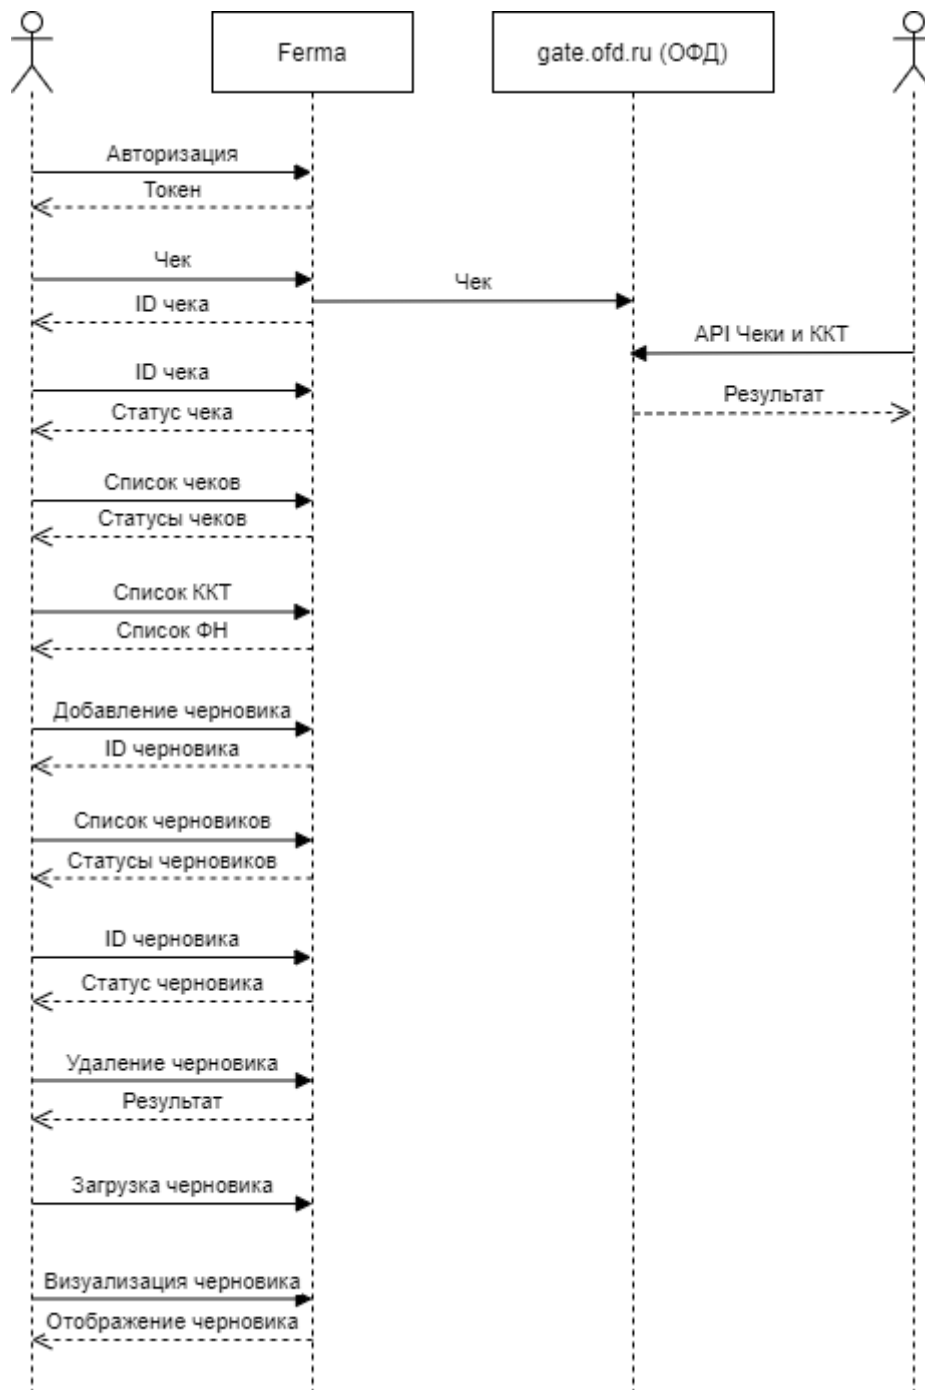 Ferma
gate.ofd.ru (ОФД)
Авторизация
Токен
Чек
Чек
ID чека
API Чеки и ККТ
ID чека
Результат
Статус чека
Список чеков
Статусы чеков
Список ККТ
Список ФН
Добавление черновика
ID черновика
Список черновиков
Статусы черновиков
ID черновика
Статус черновика
Удаление черновика
Результат
Загрузка черновика
Визуализация черновика
Отображение черновика